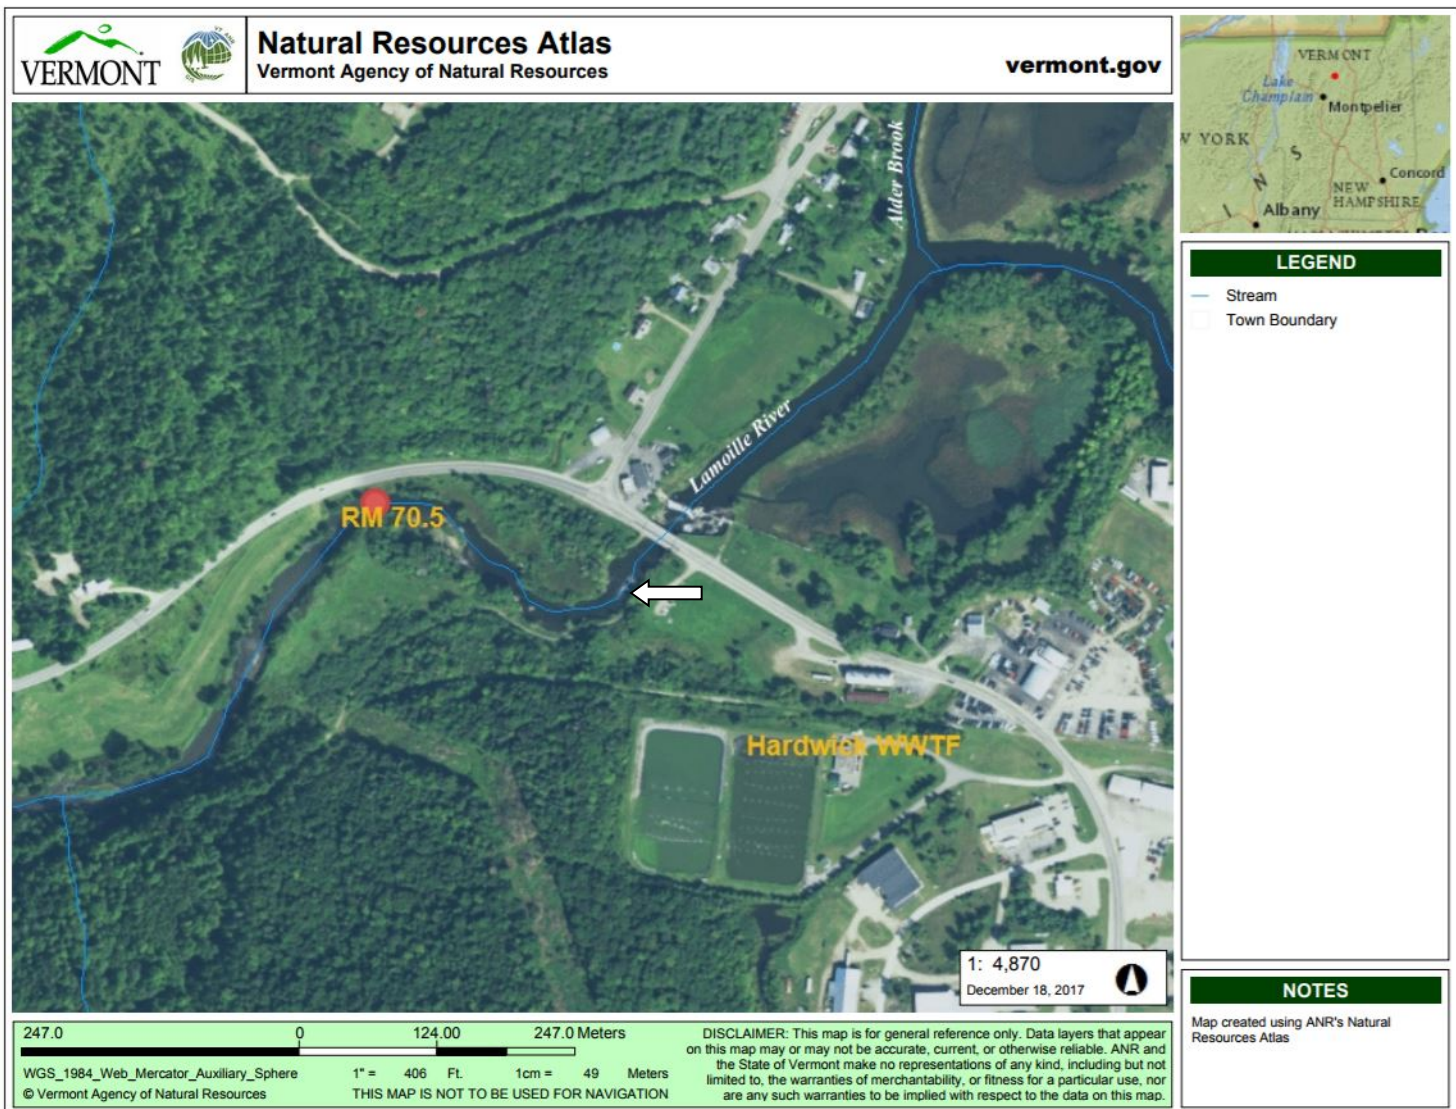 VERMONT
VT ANR
GIS
Natural Resources Atlas
Vermont Agency of Natural Resources
vermont.gov
VERMONT
Lake
Champlain
Montpelier
W YORK
Concord
NEW
HAMPSHIRE
Albany
I N S
Alder Brook
Lamoille River
RM 70.5
Hardwick WWTF
LEGEND
Stream
Town Boundary
1: 4,870
December 18, 2017
NOTES
Map created using ANR's Natural
Resources Atlas
247.0 0 124.00 247.0 Meters
WGS_1984_Web_Mercator_Auxiliary_Sphere 1" = 406 Ft. 1cm = 49 Meters
© Vermont Agency of Natural Resources THIS MAP IS NOT TO BE USED FOR NAVIGATION
DISCLAIMER: This map is for general reference only. Data layers that appear
on this map may or may not be accurate, current, or otherwise reliable. ANR and
the State of Vermont make no representations of any kind, including but not
limited to, the warranties of merchantability, or fitness for a particular use, nor
are any such warranties to be implied with respect to the data on this map.